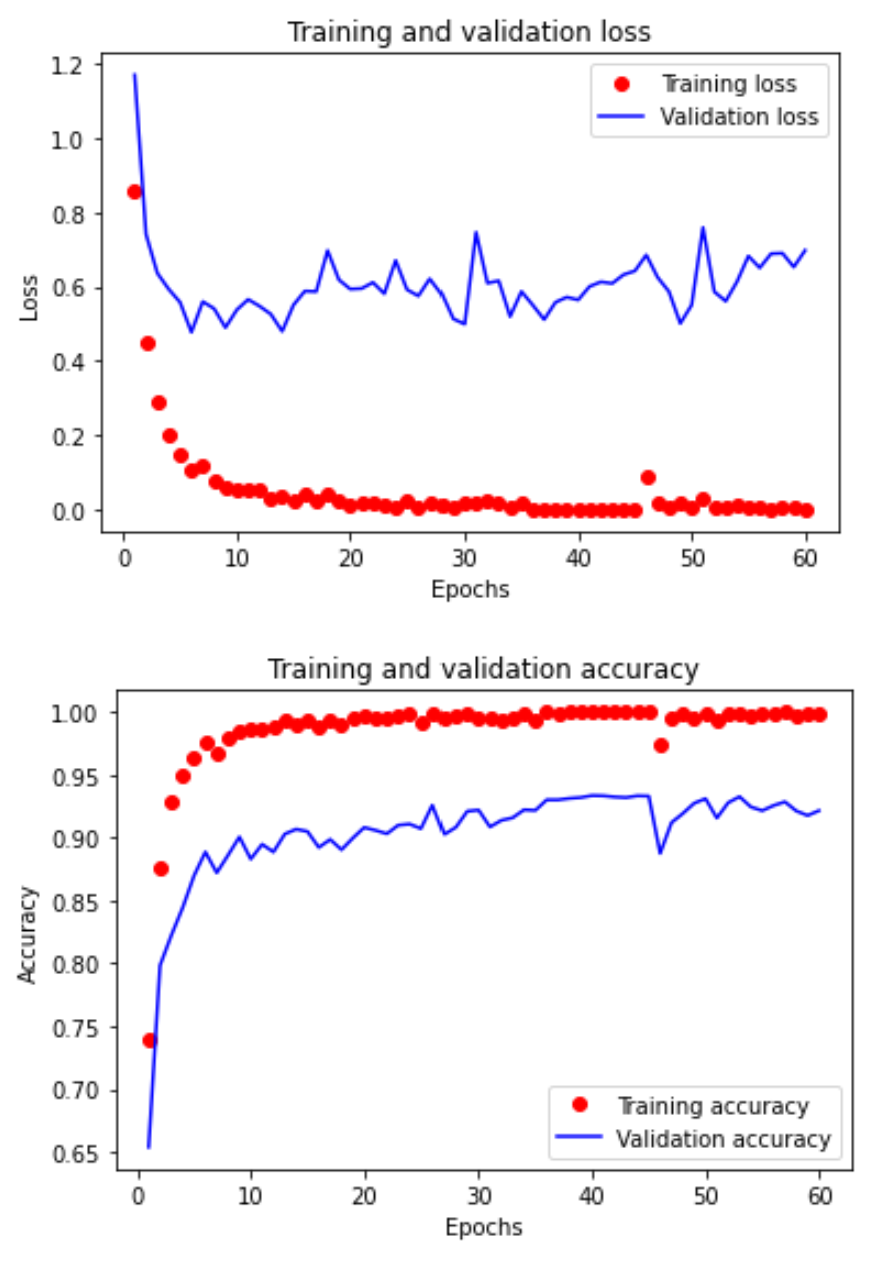 Training and validation loss
1.2
1.0
0.8
0.6
0.4
0.2
0.0
Loss
Training loss
Validation loss
0 10 20 30 40 50 60
Epochs
Training and validation accuracy
1.00
0.95
0.90
0.85
0.80
0.75
0.70
0.65
Accuracy
Training accuracy
Validation accuracy
0 10 20 30 40 50 60
Epochs